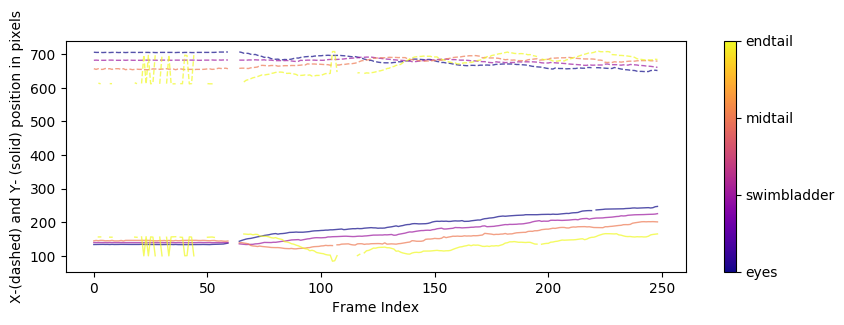 X-(dashed) and Y- (solid) position in pixels
700
600
500
400
300
200
100
0
50
100
150
200
250
Frame Index
endtail
midtail
swimbladder
eyes